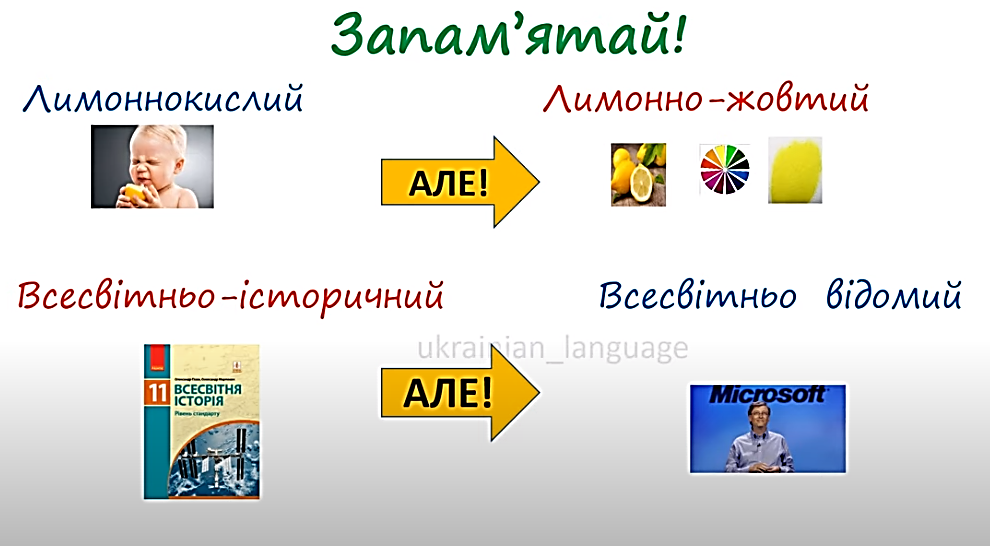 Запам’ятай!
Лимоннокислий
Лимонно-жовтий
АЛЕ!
Всесвітньо-історичний
Всесвітньо відомий
ukrainian_language
АЛЕ!
11 ВСЕСВІТНЯ
ІСТОРІЯ
Рівень стандарту
Microsoft